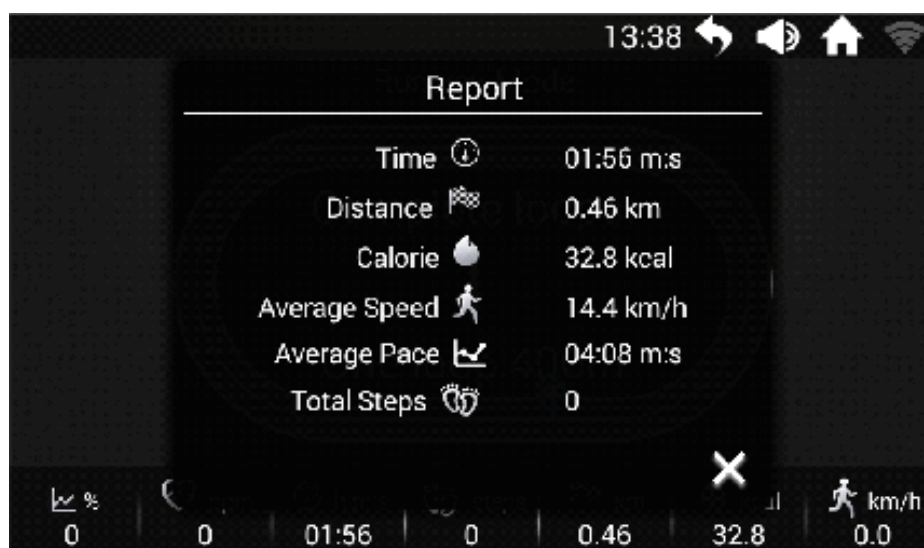 13:38
Report
Time 01:56 m:s
Distance 0.46 km
Calorie 32.8 kcal
Average Speed 14.4 km/h
Average Pace 04:08 m:s
Total Steps 0
% km/h
0 0 01:56 0 0.46 32.8 0.0